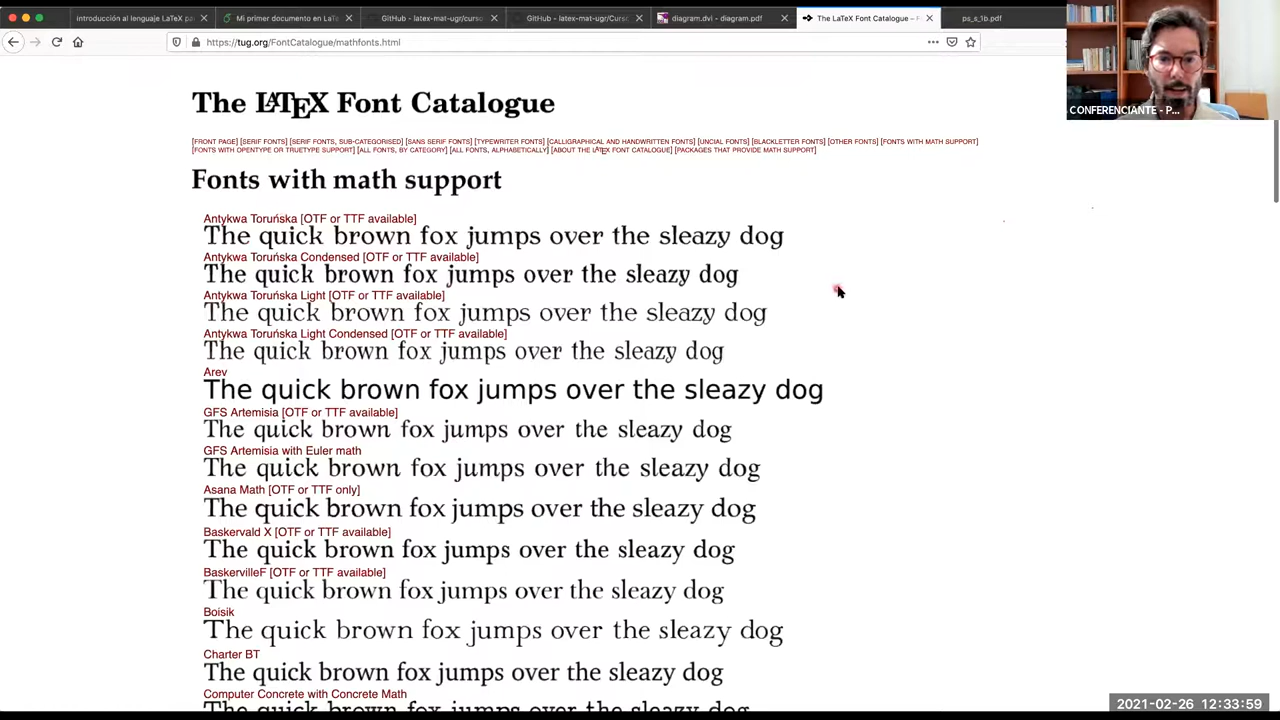 introducción al lenguaje LaTeX pa
Mi primer documento en LaTe
GitHub - latex-mat-ugr/curso
GitHub - latex-mat-ugr/Curso
diagram.dvi - diagram.pdf
The LaTeX Font Catalogue – F
ps_s_1b.pdf
https://tug.org/FontCatalogue/mathfonts.html
CONFERENCIANTE - P...
The LATEX Font Catalogue
[FRONT PAGE] [SERIF FONTS] [SERIF FONTS, SUB-CATEGORISED] [SANS SERIF FONTS] [TYPEWRITER FONTS] [CALLIGRAPHICAL AND HANDWRITTEN FONTS] [UNCIAL FONTS] [BLACKLETTER FONTS] [OTHER FONTS] [FONTS WITH MATH SUPPORT]
[FONTS WITH OPENTYPE OR TRUETYPE SUPPORT] [ALL FONTS, BY CATEGORY] [ALL FONTS, ALPHABETICALLY] [ABOUT THE LATEX FONT CATALOGUE] [PACKAGES THAT PROVIDE MATH SUPPORT]
Fonts with math support
Antykwa Toruńska [OTF or TTF available]
The quick brown fox jumps over the sleazy dog
Antykwa Toruńska Condensed [OTF or TTF available]
The quick brown fox jumps over the sleazy dog
Antykwa Toruńska Light [OTF or TTF available]
The quick brown fox jumps over the sleazy dog
Antykwa Toruńska Light Condensed [OTF or TTF available]
The quick brown fox jumps over the sleazy dog
Arev
The quick brown fox jumps over the sleazy dog
GFS Artemisia [OTF or TTF available]
The quick brown fox jumps over the sleazy dog
GFS Artemisia with Euler math
The quick brown fox jumps over the sleazy dog
Asana Math [OTF or TTF only]
The quick brown fox jumps over the sleazy dog
Baskervald X [OTF or TTF available]
The quick brown fox jumps over the sleazy dog
BaskervilleF [OTF or TTF available]
The quick brown fox jumps over the sleazy dog
Boisik
The quick brown fox jumps over the sleazy dog
Charter BT
The quick brown fox jumps over the sleazy dog
Computer Concrete with Concrete Math
The quick brown fox jumps over the sleazy dog
2021-02-26 12:33:59